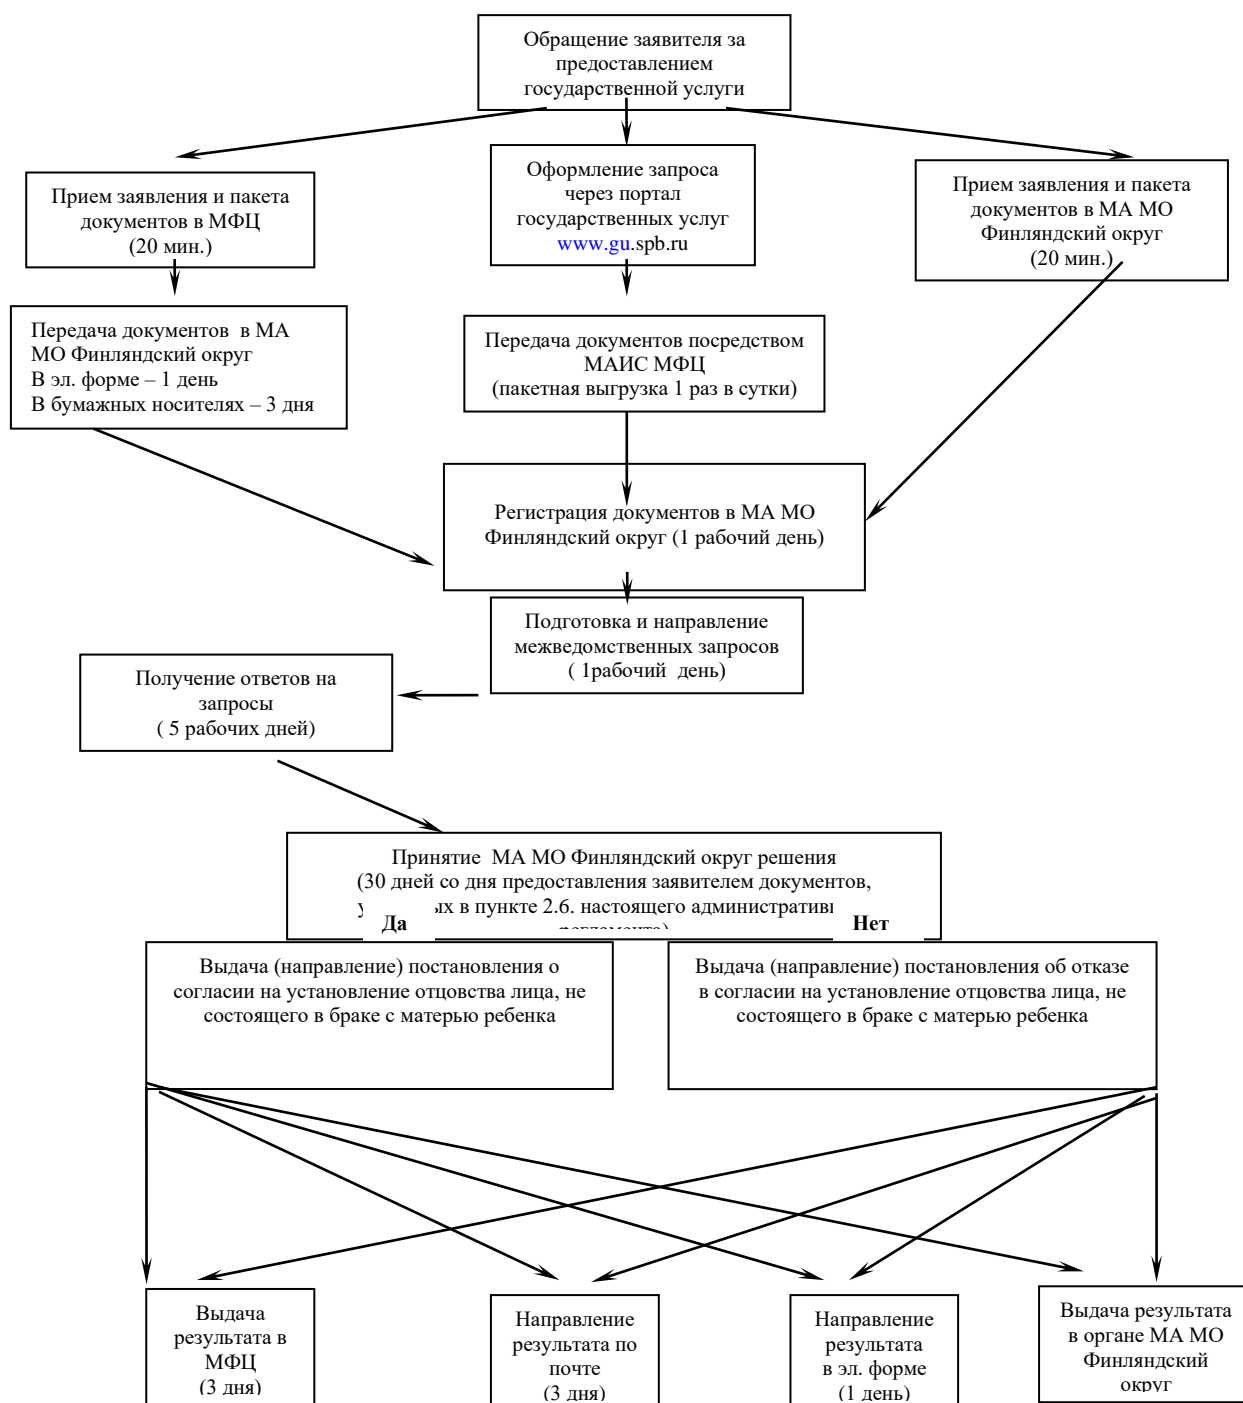 Обращение заявителя за
предоставлением
государственной услуги
Прием заявления и пакета
документов в МФЦ
(20 мин.)
Оформление запроса
через портал
государственных услуг
www.gu.spb.ru
Прием заявления и пакета
документов в МА МО
Финляндский округ
(20 мин.)
Передача документов в МА
МО Финляндский округ
В эл. форме – 1 день
В бумажных носителях – 3 дня
Передача документов посредством
МАИС МФЦ
(пакетная выгрузка 1 раз в сутки)
Регистрация документов в МА МО
Финляндский округ (1 рабочий день)
Подготовка и направление
межведомственных запросов
( 1рабочий день)
Получение ответов на
запросы
( 5 рабочих дней)
Принятие МА МО Финляндский округ решения
(30 дней со дня предоставления заявителем документов,
в пункте 2.6. настоящего
Да
Нет
Выдача (направление) постановления о
согласии на установление отцовства лица, не
состоящего в браке с матерью ребенка
Выдача (направление) постановления об отказе
в согласии на установление отцовства лица, не
состоящего в браке с матерью ребенка
Выдача
результата в
МФЦ
(3 дня)
Направление
результата по
почте
(3 дня)
Направление
результата
в эл. форме
(1 день)
Выдача результата
в органе МА МО
Финляндский
округ